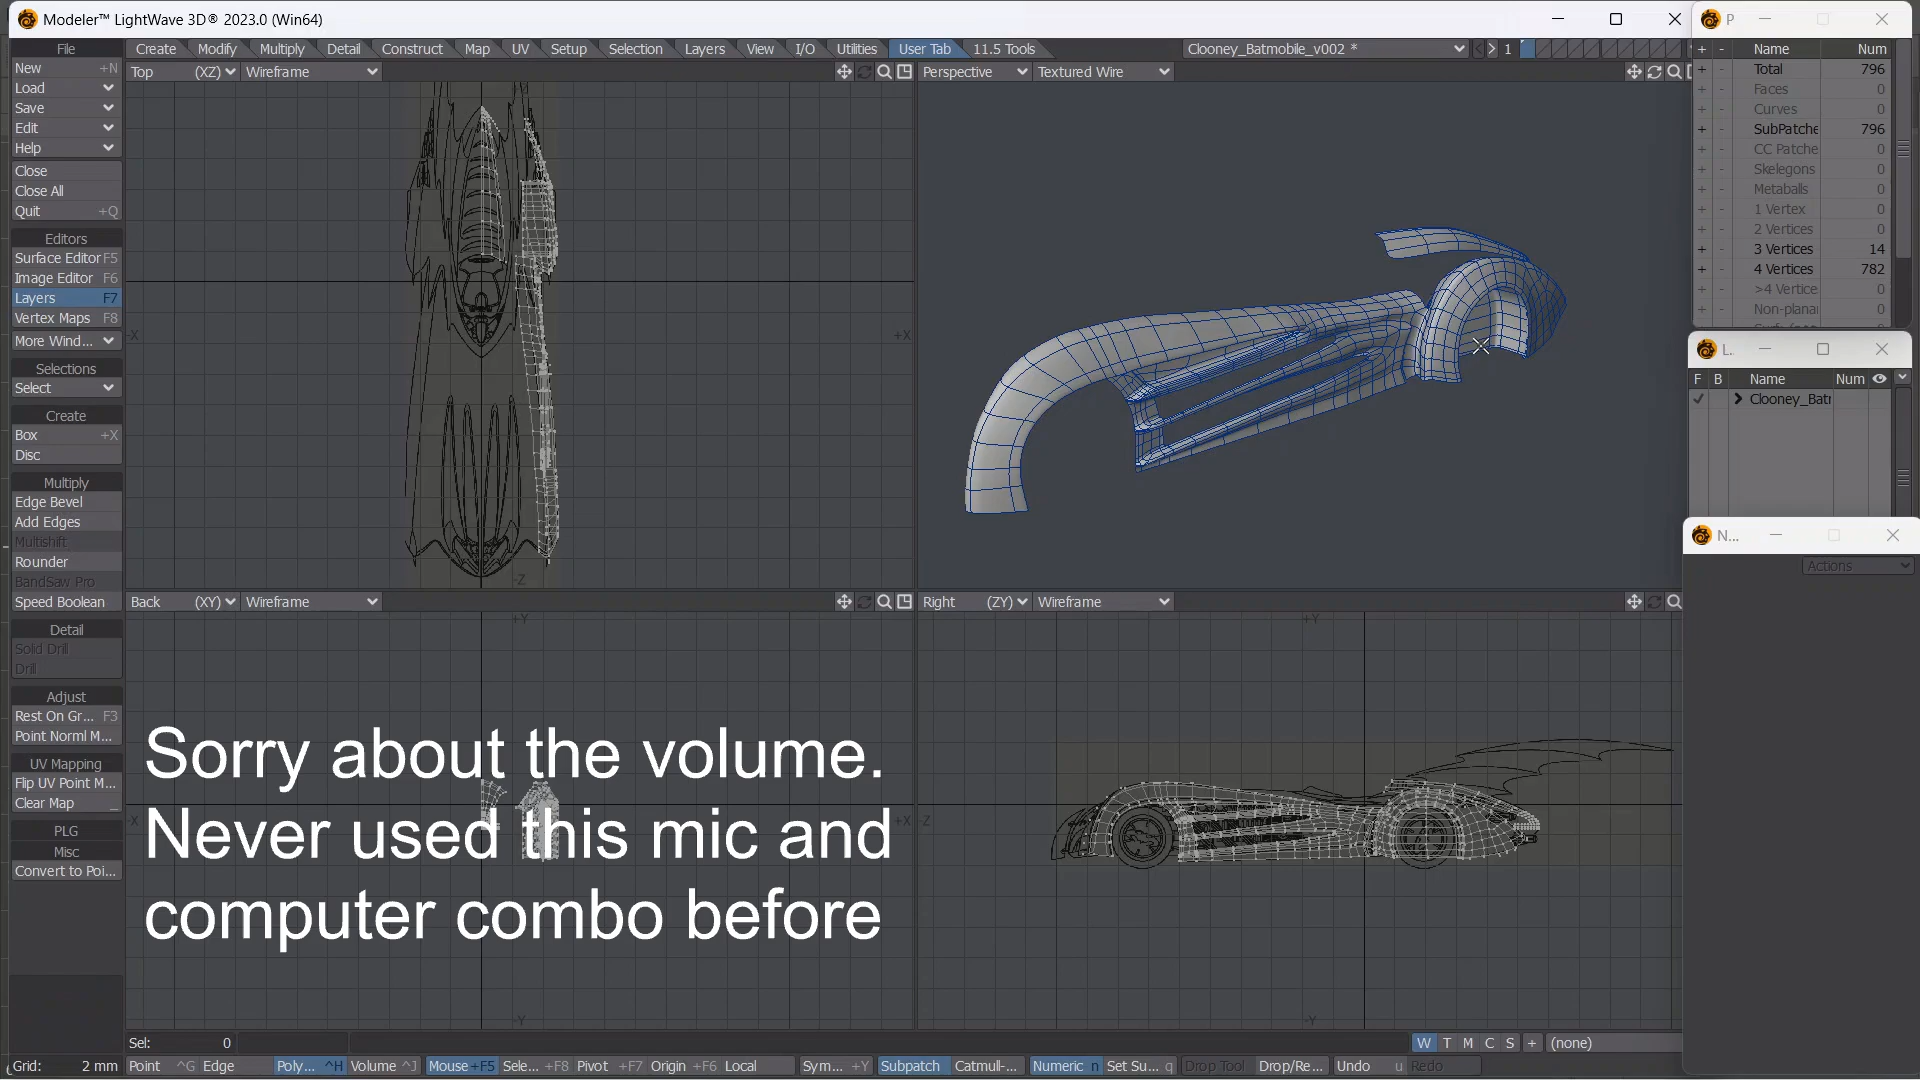 Modeler™ LightWave 3D® 2023.0 (Win64)
P
File
Create Modify Multiply Detail Construct Map UV Setup Selection Layers View I/O Utilities User Tab 11.5 Tools Clooney_Batmobile_v002 * 1
+ - Name Num
New +N
Top (XZ) Wireframe
Perspective Textured Wire
+ - Total 796
Load
+ - Faces 0
Save
+ - Curves 0
Edit
+ - SubPatche 796
Help
+ - CC Patche 0
Close
+ - Skelegons 0
Close All
+ - Metaballs 0
Quit +Q
+ - 1 Vertex 0
+ - 2 Vertices 0
Editors
+ - 3 Vertices 14
Surface Editor F5
+ - 4 Vertices 782
Image Editor F6
+ - >4 Vertice 0
Layers F7
+ - Non-planar 0
Vertex Maps F8
-X +X
More Wind...
L.
Selections
F B Name Num
Select
Clooney_Batr
Create
Box +X
Disc
Multiply
Edge Bevel
Add Edges
Multishift
N...
Rounder
Actions
BandSaw Pro
-Z
Speed Boolean
Back (XY) Wireframe
Right (ZY) Wireframe
+Y +Y
Detail
Solid Drill
Drill
Adjust
Rest On Gr... F3
Point Norml M...
Sorry about the volume.
UV Mapping
Flip UV Point M...
Clear Map _
-X +X -Z
Never used this mic and
PLG
Misc
Convert to Poi...
computer combo before
-Y -Y
Sel: 0
W T M C S + (none)
Grid: 2 mm Point ^G Edge Poly... ^H Volume ^J Mouse +F5 Sele... +F8 Pivot +F7 Origin +F6 Local Sym... +Y Subpatch Catmull-... Numeric n Set Su... q Drop Tool Drop/Re... Undo u Redo